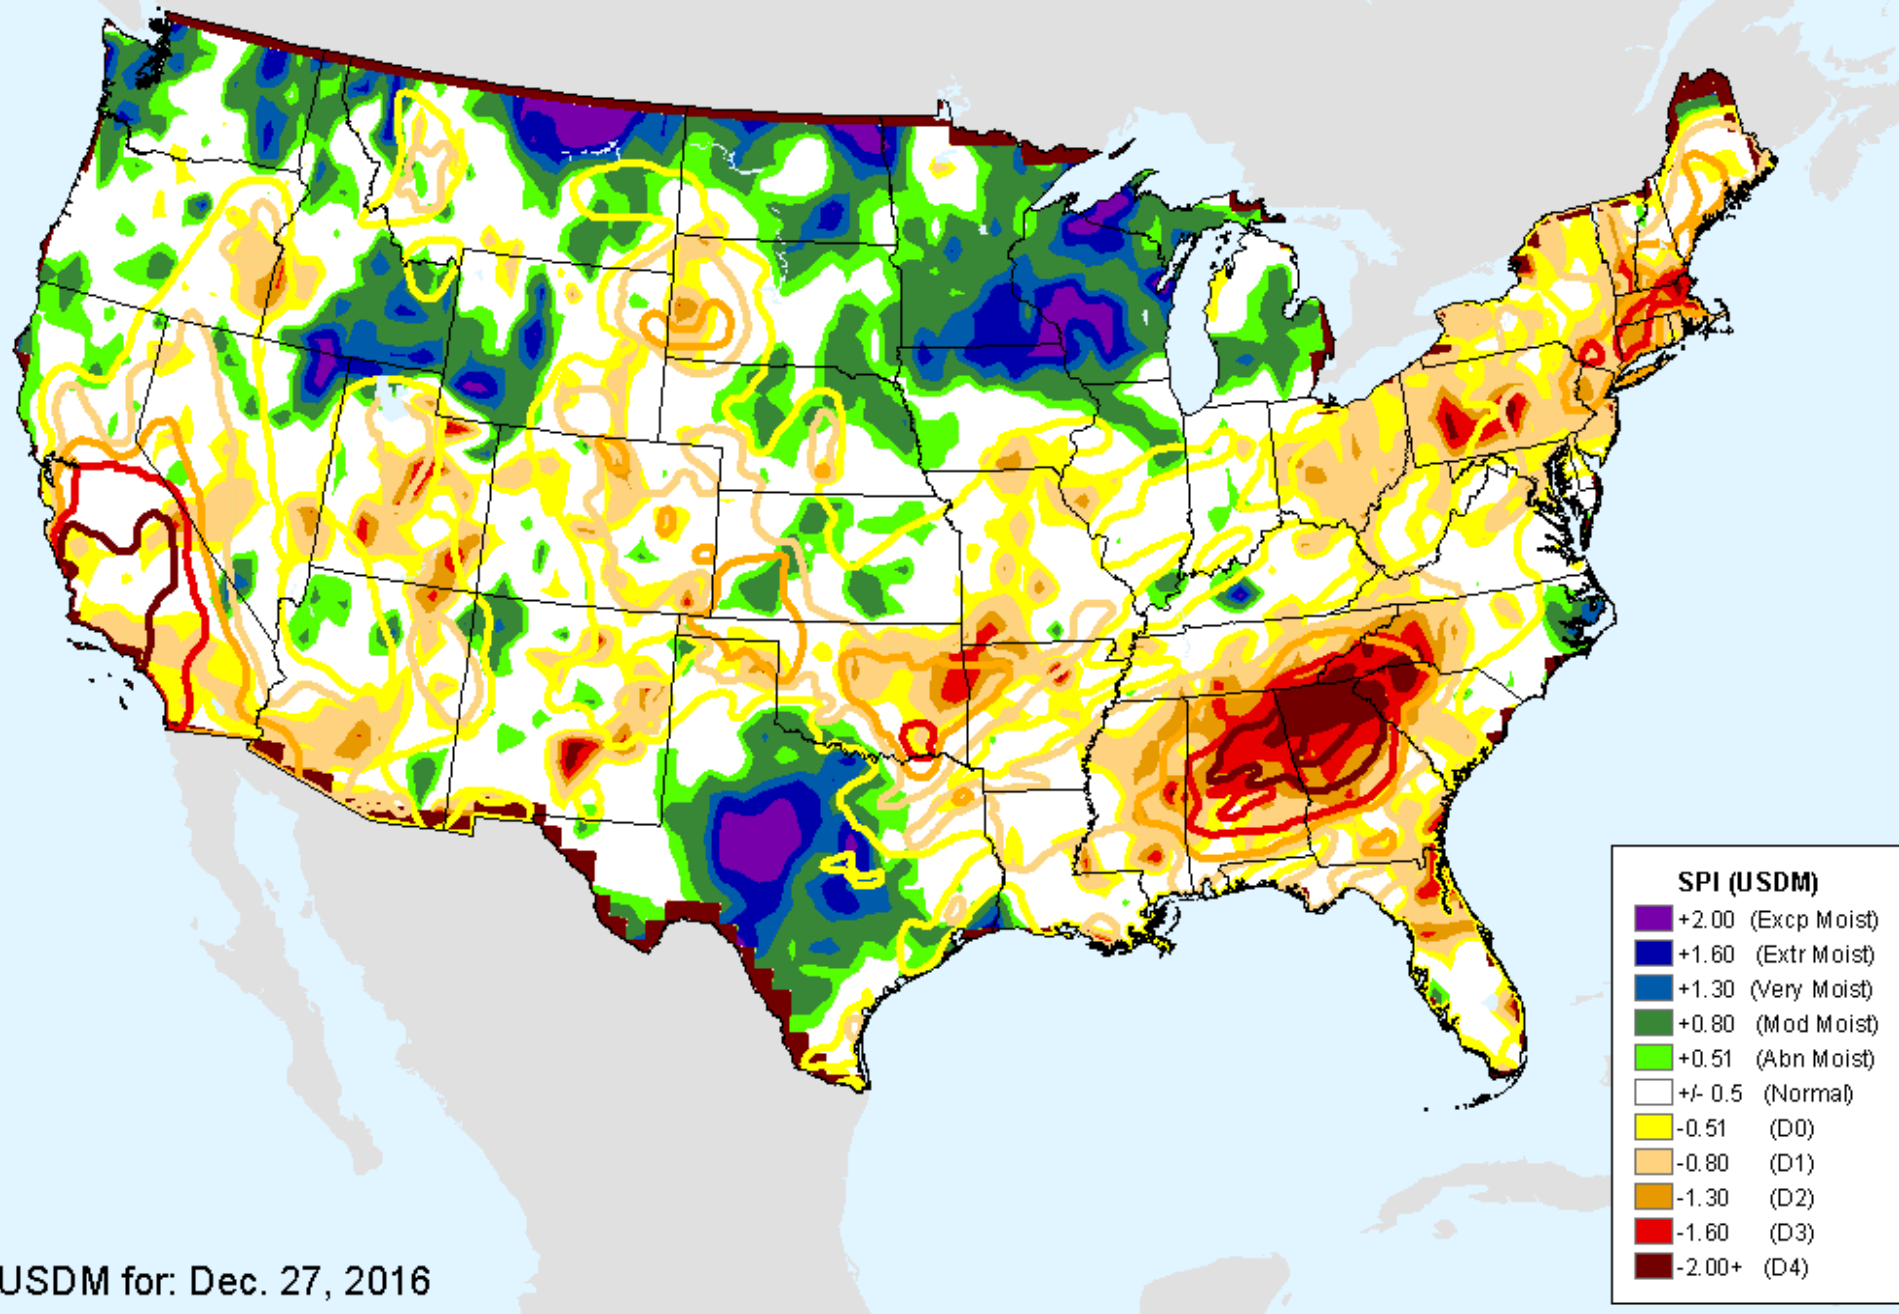 SPI (USDM)
+2.00 (Excp Moist)
+1.60 (Extr Moist)
+1.30 (Very Moist)
+0.80 (Mod Moist)
+0.51 (Abn Moist)
+/- 0.5 (Normal)
-0.51 (D0)
-0.80 (D1)
-1.30 (D2)
-1.60 (D3)
-2.00+ (D4)
USDM for: Dec. 27, 2016